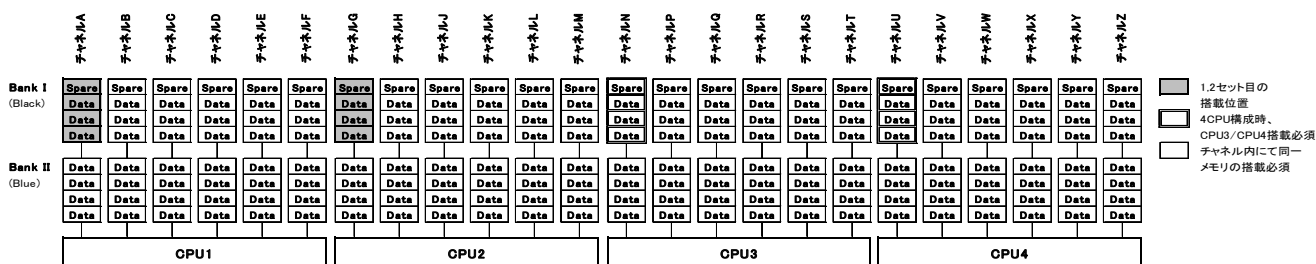 チャネルA チャネルB チャネルC チャネルD チャネルE チャネルF チャネルG チャネルH チャネルJ チャネルK チャネルL チャネルM チャネルN チャネルP チャネルQ チャネルR チャネルS チャネルT チャネルU チャネルV チャネルW チャネルX チャネルY チャネルZ
Bank I Spare Spare Spare Spare Spare Spare Spare Spare Spare Spare Spare Spare Spare Spare Spare Spare Spare Spare Spare Spare Spare Spare Spare Spare
(Black) Data Data Data Data Data Data Data Data Data Data Data Data Data Data Data Data Data Data Data Data Data Data Data Data
Data Data Data Data Data Data Data Data Data Data Data Data Data Data Data Data Data Data Data Data Data Data Data Data
Data Data Data Data Data Data Data Data Data Data Data Data Data Data Data Data Data Data Data Data Data Data Data Data
Bank II Data Data Data Data Data Data Data Data Data Data Data Data Data Data Data Data Data Data Data Data Data Data Data Data
(Blue) Data Data Data Data Data Data Data Data Data Data Data Data Data Data Data Data Data Data Data Data Data Data Data Data
Data Data Data Data Data Data Data Data Data Data Data Data Data Data Data Data Data Data Data Data Data Data Data Data
Data Data Data Data Data Data Data Data Data Data Data Data Data Data Data Data Data Data Data Data Data Data Data Data
CPU1 CPU2 CPU3 CPU4
1,2セット目の
搭載位置
4CPU構成時、
CPU3/CPU4搭載必須
チャネル内にて同一
メモリの搭載必須